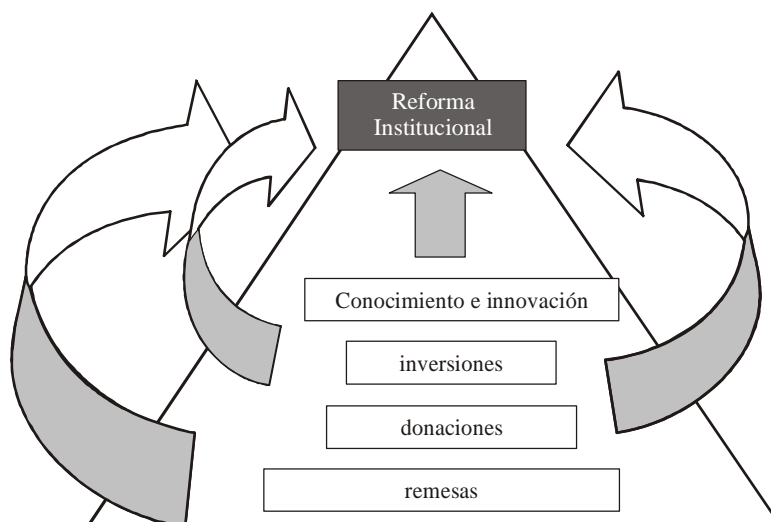 Reforma
Institucional
Conocimiento e innovación
inversiones
donaciones
remesas